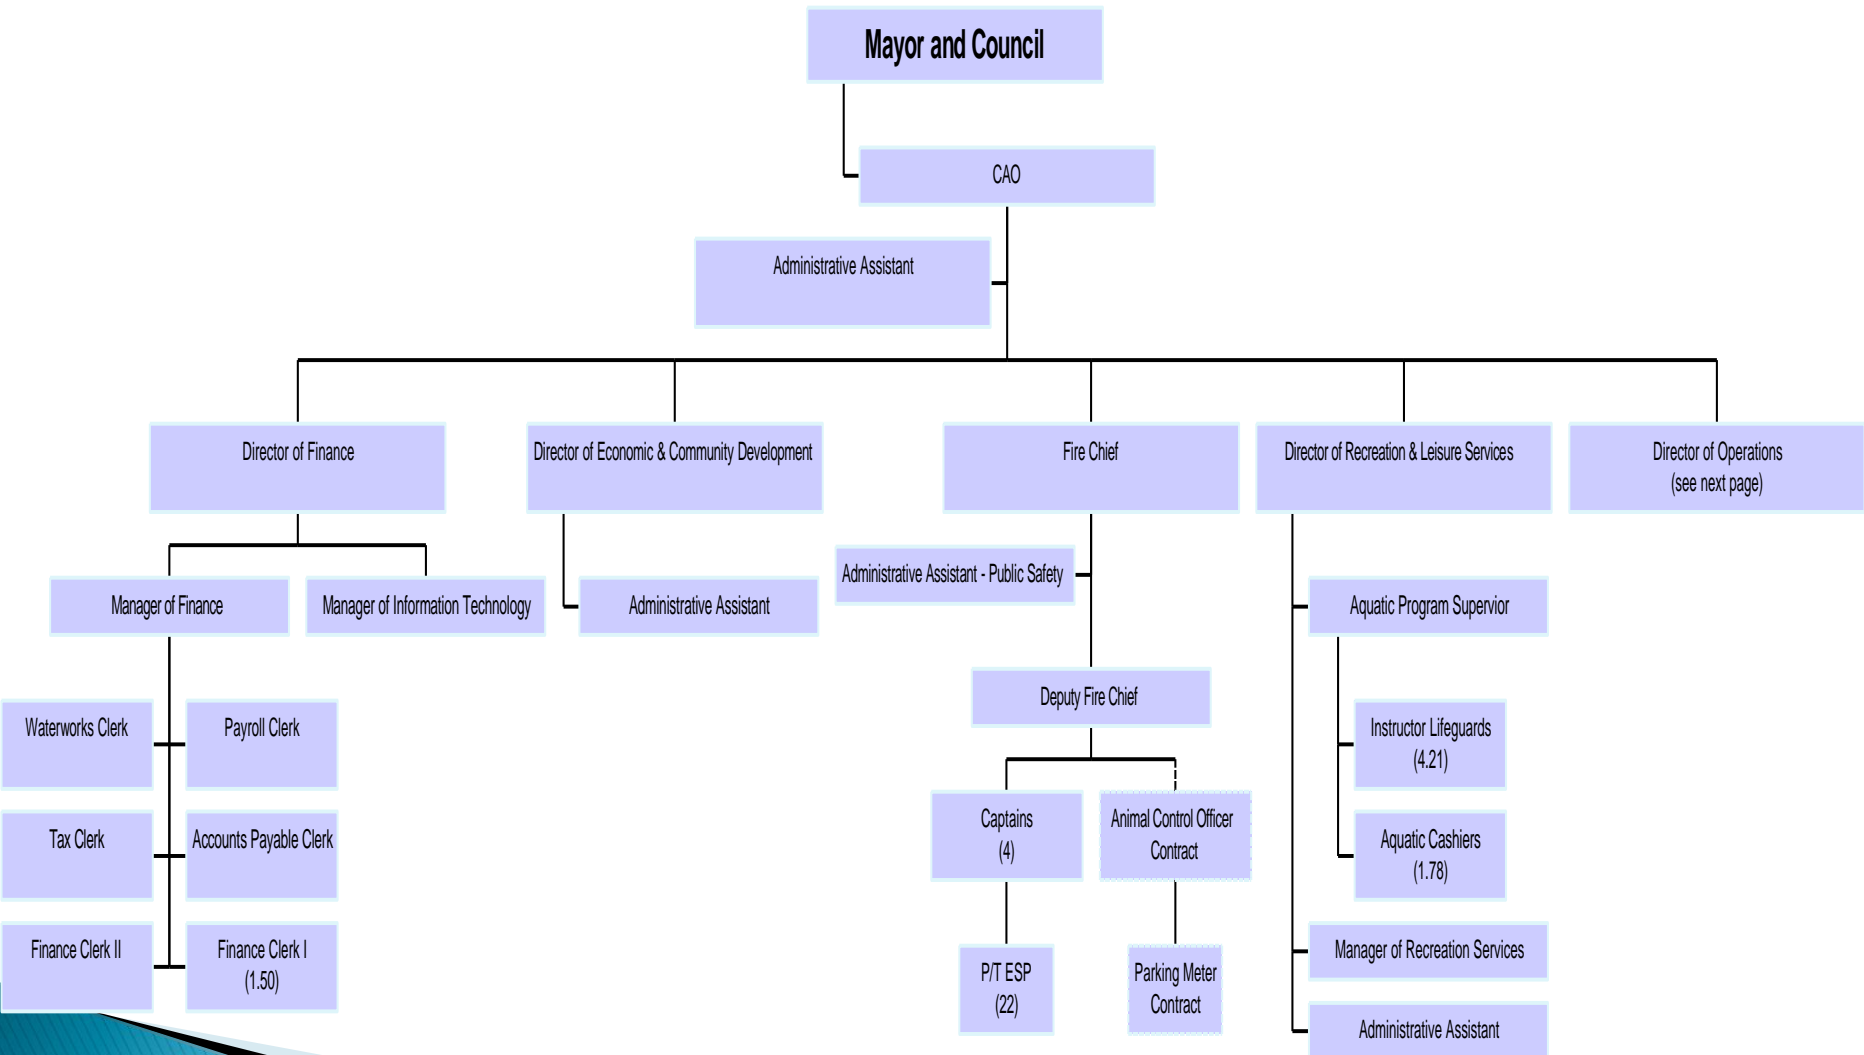 Mayor and Council
CAO
Administrative Assistant
Director of Finance
Director of Economic & Community Development
Fire Chief
Director of Recreation & Leisure Services
Director of Operations
(see next page)
Manager of Finance
Manager of Information Technology
Administrative Assistant
Administrative Assistant - Public Safety
Aquatic Program Supervior
Deputy Fire Chief
Waterworks Clerk
Payroll Clerk
Instructor Lifeguards
(4.21)
Tax Clerk
Accounts Payable Clerk
Captains
(4)
Animal Control Officer
Contract
Aquatic Cashiers
(1.78)
Finance Clerk II
Finance Clerk I
(1.50)
P/T ESP
(22)
Parking Meter
Contract
Manager of Recreation Services
Administrative Assistant